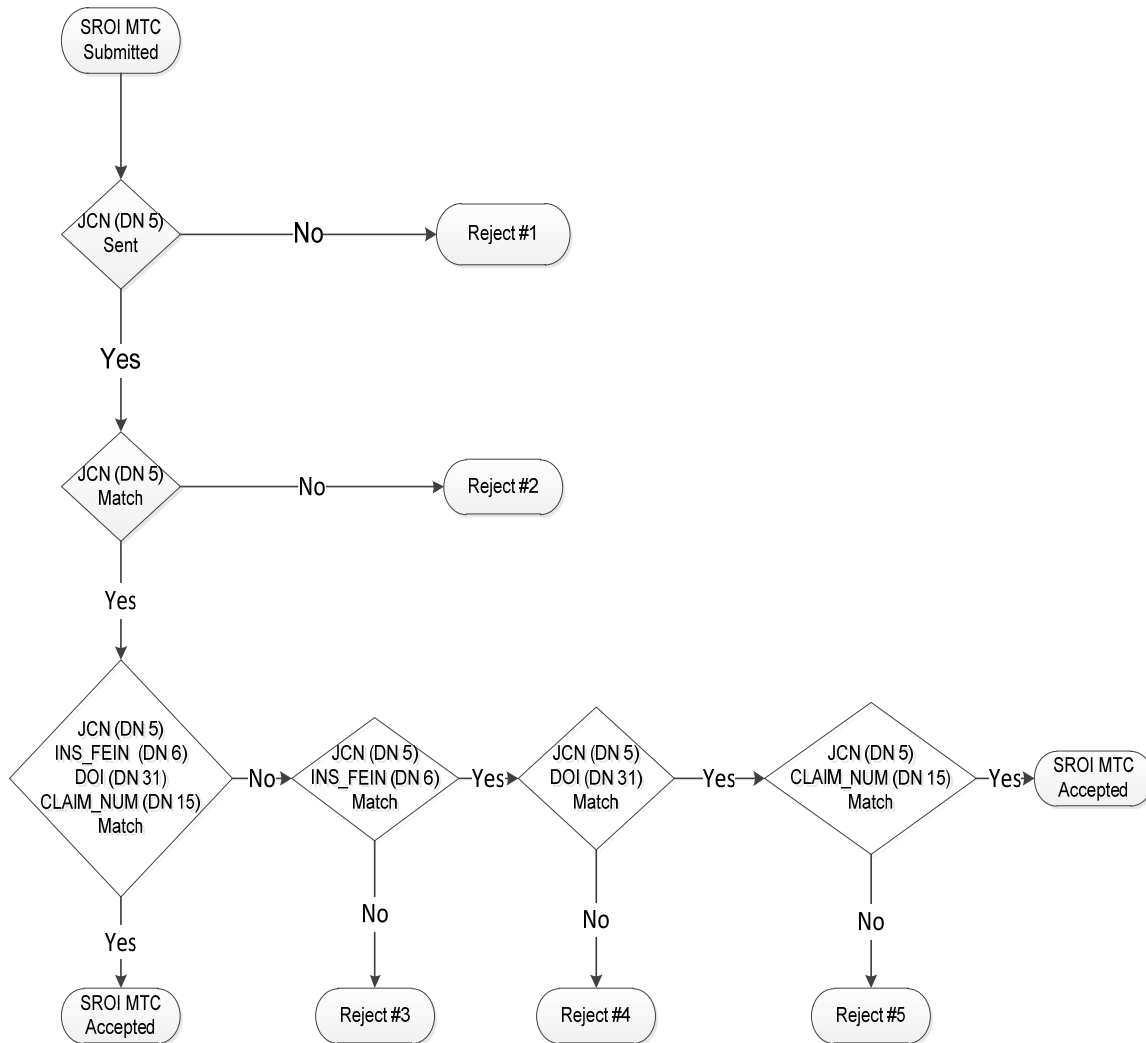 SROI MTC
Submitted
JCN (DN 5)
Sent
No
Reject #1
Yes
JCN (DN 5)
Match
No
Reject #2
Yes
JCN (DN 5)
INS_FEIN (DN 6)
DOI (DN 31)
CLAIM_NUM (DN 15)
Match
No
JCN (DN 5)
INS_FEIN (DN 6)
Match
Yes
JCN (DN 5)
DOI (DN 31)
Match
Yes
JCN (DN 5)
CLAIM_NUM (DN 15)
Match
Yes
SROI MTC
Accepted
Yes
No
No
No
SROI MTC
Accepted
Reject #3
Reject #4
Reject #5